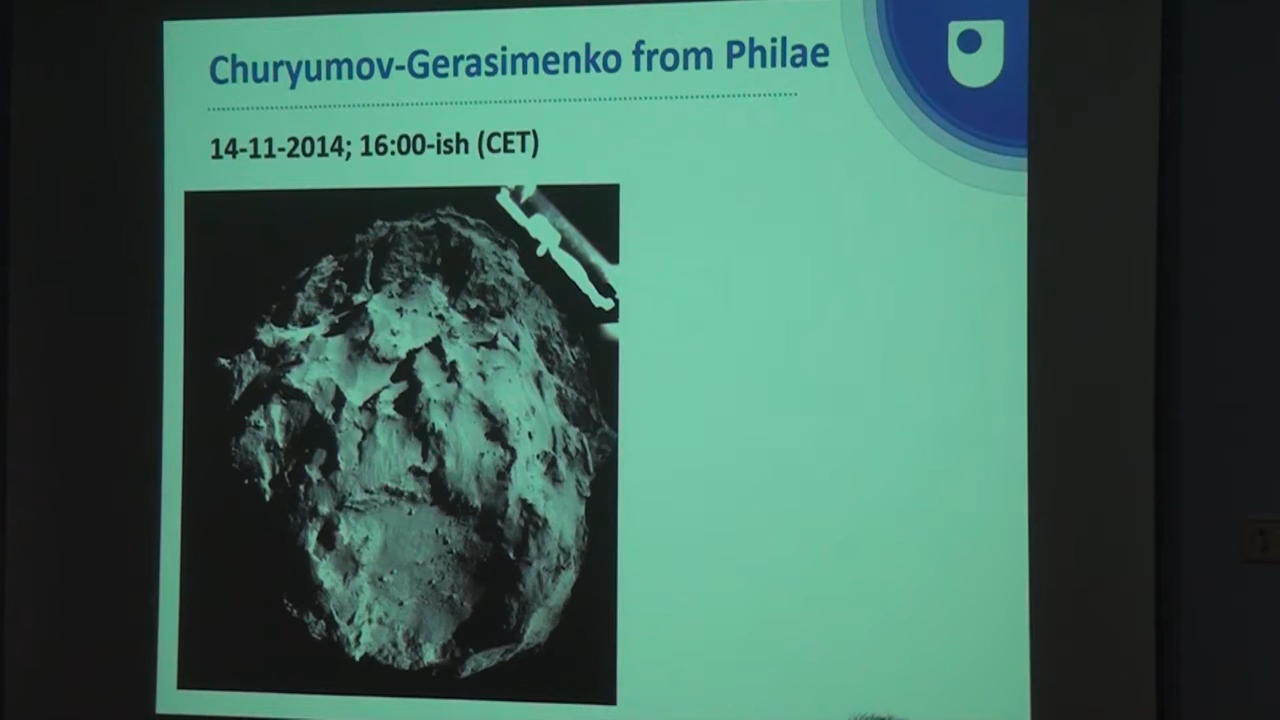 Churyumov-Gerasimenko from Philae
14-11-2014; 16:00-ish (CET)